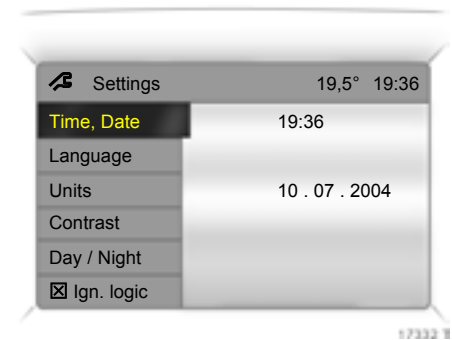 Settings 19,5° 19:36
Time, Date 19:36
Language
Units 10 . 07 . 2004
Contrast
Day / Night
Ign. logic
17332 T